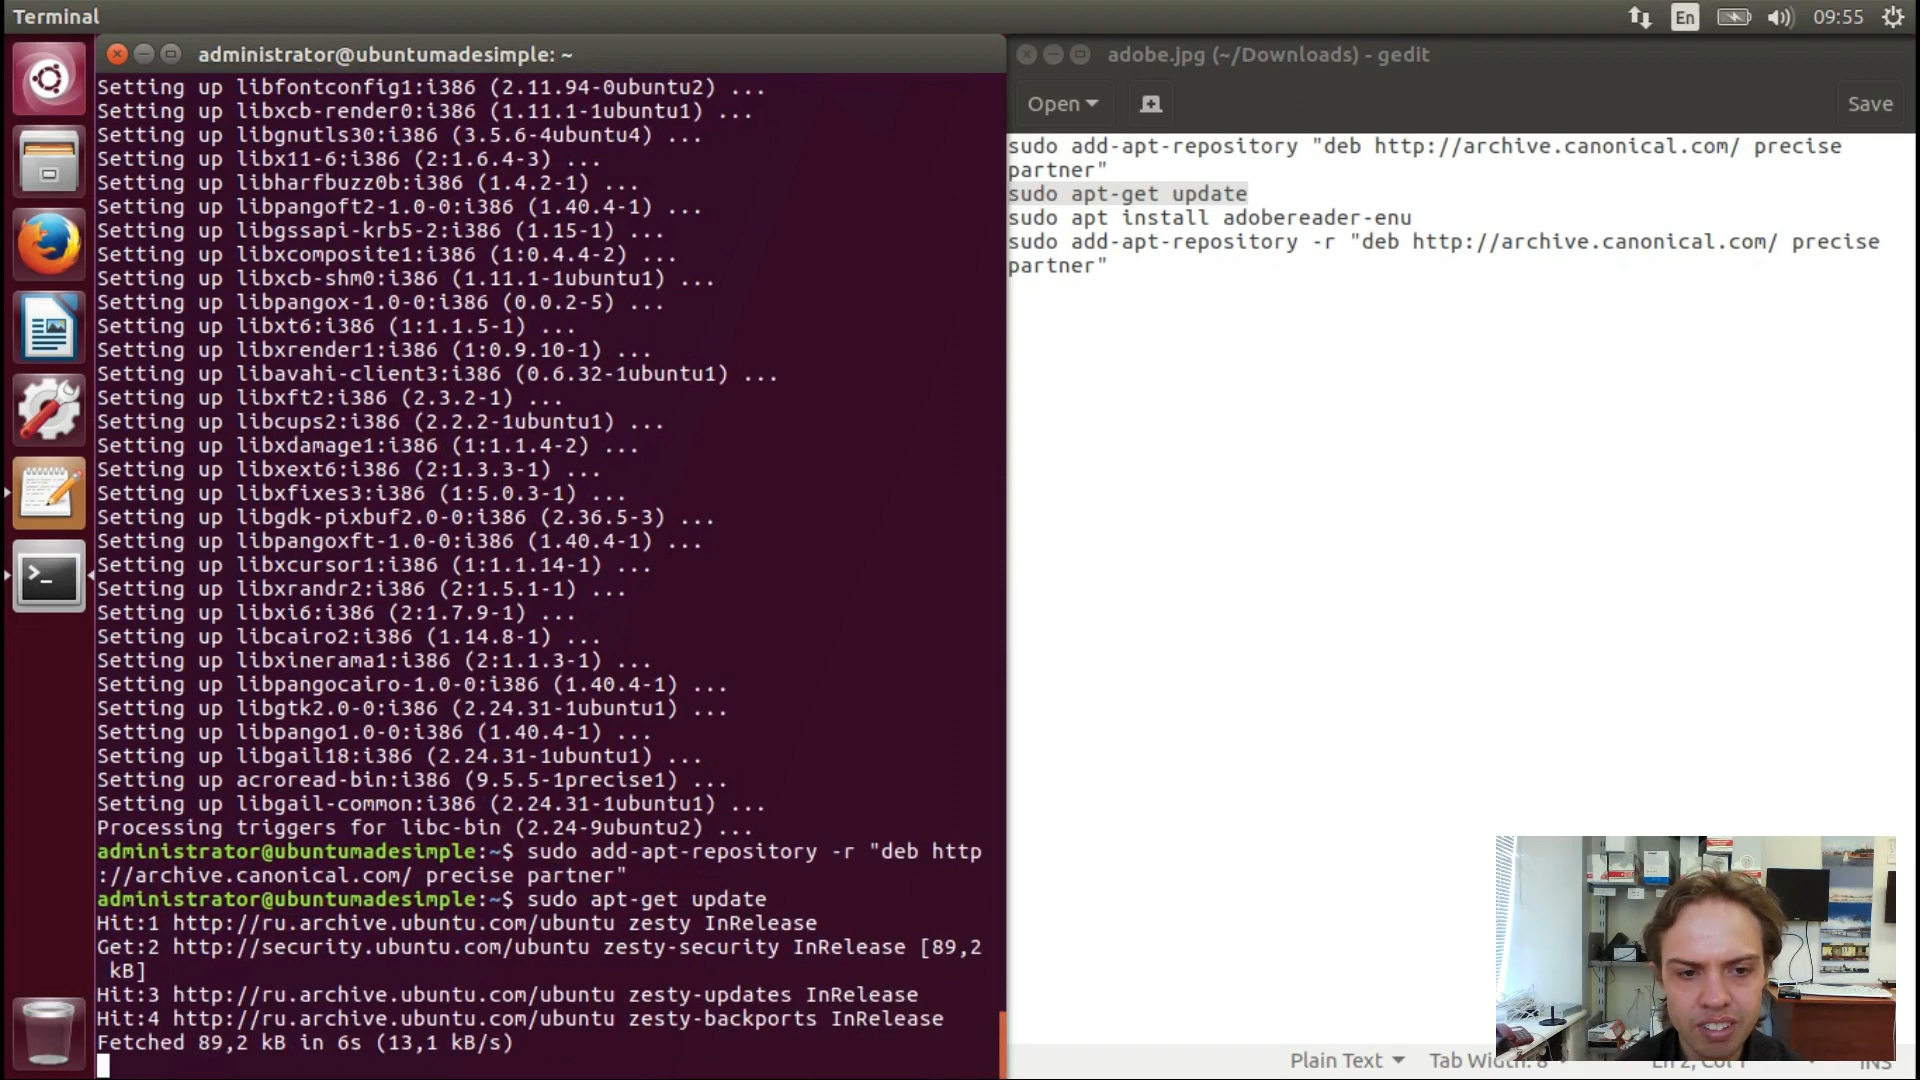 Terminal
En
09:55
administrator@ubuntumadesimple: ~
Setting up libfontconfig1:i386 (2.11.94-0ubuntu2) ...
Setting up libxcb-render0:i386 (1.11.1-1ubuntu1) ...
Setting up libgnutls30:i386 (3.5.6-4ubuntu4) ...
Setting up libx11-6:i386 (2:1.6.4-3) ...
Setting up libharfbuzz0b:i386 (1.4.2-1) ...
Setting up libpangoft2-1.0-0:i386 (1.40.4-1) ...
Setting up libgssapi-krb5-2:i386 (1.15-1) ...
Setting up libxcomposite1:i386 (1:0.4.4-2) ...
Setting up libxcb-shm0:i386 (1.11.1-1ubuntu1) ...
Setting up libpangox-1.0-0:i386 (0.0.2-5) ...
Setting up libxt6:i386 (1:1.1.5-1) ...
Setting up libxrender1:i386 (1:0.9.10-1) ...
Setting up libavahi-client3:i386 (0.6.32-1ubuntu1) ...
Setting up libxft2:i386 (2.3.2-1) ...
Setting up libcups2:i386 (2.2.2-1ubuntu1) ...
Setting up libxdamage1:i386 (1:1.1.4-2) ...
Setting up libxext6:i386 (2:1.3.3-1) ...
Setting up libxfixes3:i386 (1:5.0.3-1) ...
Setting up libgdk-pixbuf2.0-0:i386 (2.36.5-3) ...
Setting up libpangoxft-1.0-0:i386 (1.40.4-1) ...
Setting up libxcursor1:i386 (1:1.1.14-1) ...
Setting up libxrandr2:i386 (2:1.5.1-1) ...
Setting up libxi6:i386 (2:1.7.9-1) ...
Setting up libcairo2:i386 (1.14.8-1) ...
Setting up libxinerama1:i386 (2:1.1.3-1) ...
Setting up libpangocairo-1.0-0:i386 (1.40.4-1) ...
Setting up libgtk2.0-0:i386 (2.24.31-1ubuntu1) ...
Setting up libpango1.0-0:i386 (1.40.4-1) ...
Setting up libgail18:i386 (2.24.31-1ubuntu1) ...
Setting up acroread-bin:i386 (9.5.5-1precise1) ...
Setting up libgail-common:i386 (2.24.31-1ubuntu1) ...
Processing triggers for libc-bin (2.24-9ubuntu2) ...
administrator@ubuntumadesimple:~$ sudo add-apt-repository -r "deb http
://archive.canonical.com/ precise partner"
administrator@ubuntumadesimple:~$ sudo apt-get update
Hit:1 http://ru.archive.ubuntu.com/ubuntu zesty InRelease
Get:2 http://security.ubuntu.com/ubuntu zesty-security InRelease [89,2
kB]
Hit:3 http://ru.archive.ubuntu.com/ubuntu zesty-updates InRelease
Hit:4 http://ru.archive.ubuntu.com/ubuntu zesty-backports InRelease
Fetched 89,2 kB in 6s (13,1 kB/s)
adobe.jpg (~/Downloads) - gedit
Open
Save
sudo add-apt-repository "deb http://archive.canonical.com/ precise
partner"
sudo apt-get update
sudo apt install adobereader-enu
sudo add-apt-repository -r "deb http://archive.canonical.com/ precise
partner"
Plain Text
Tab Width: 8
INS